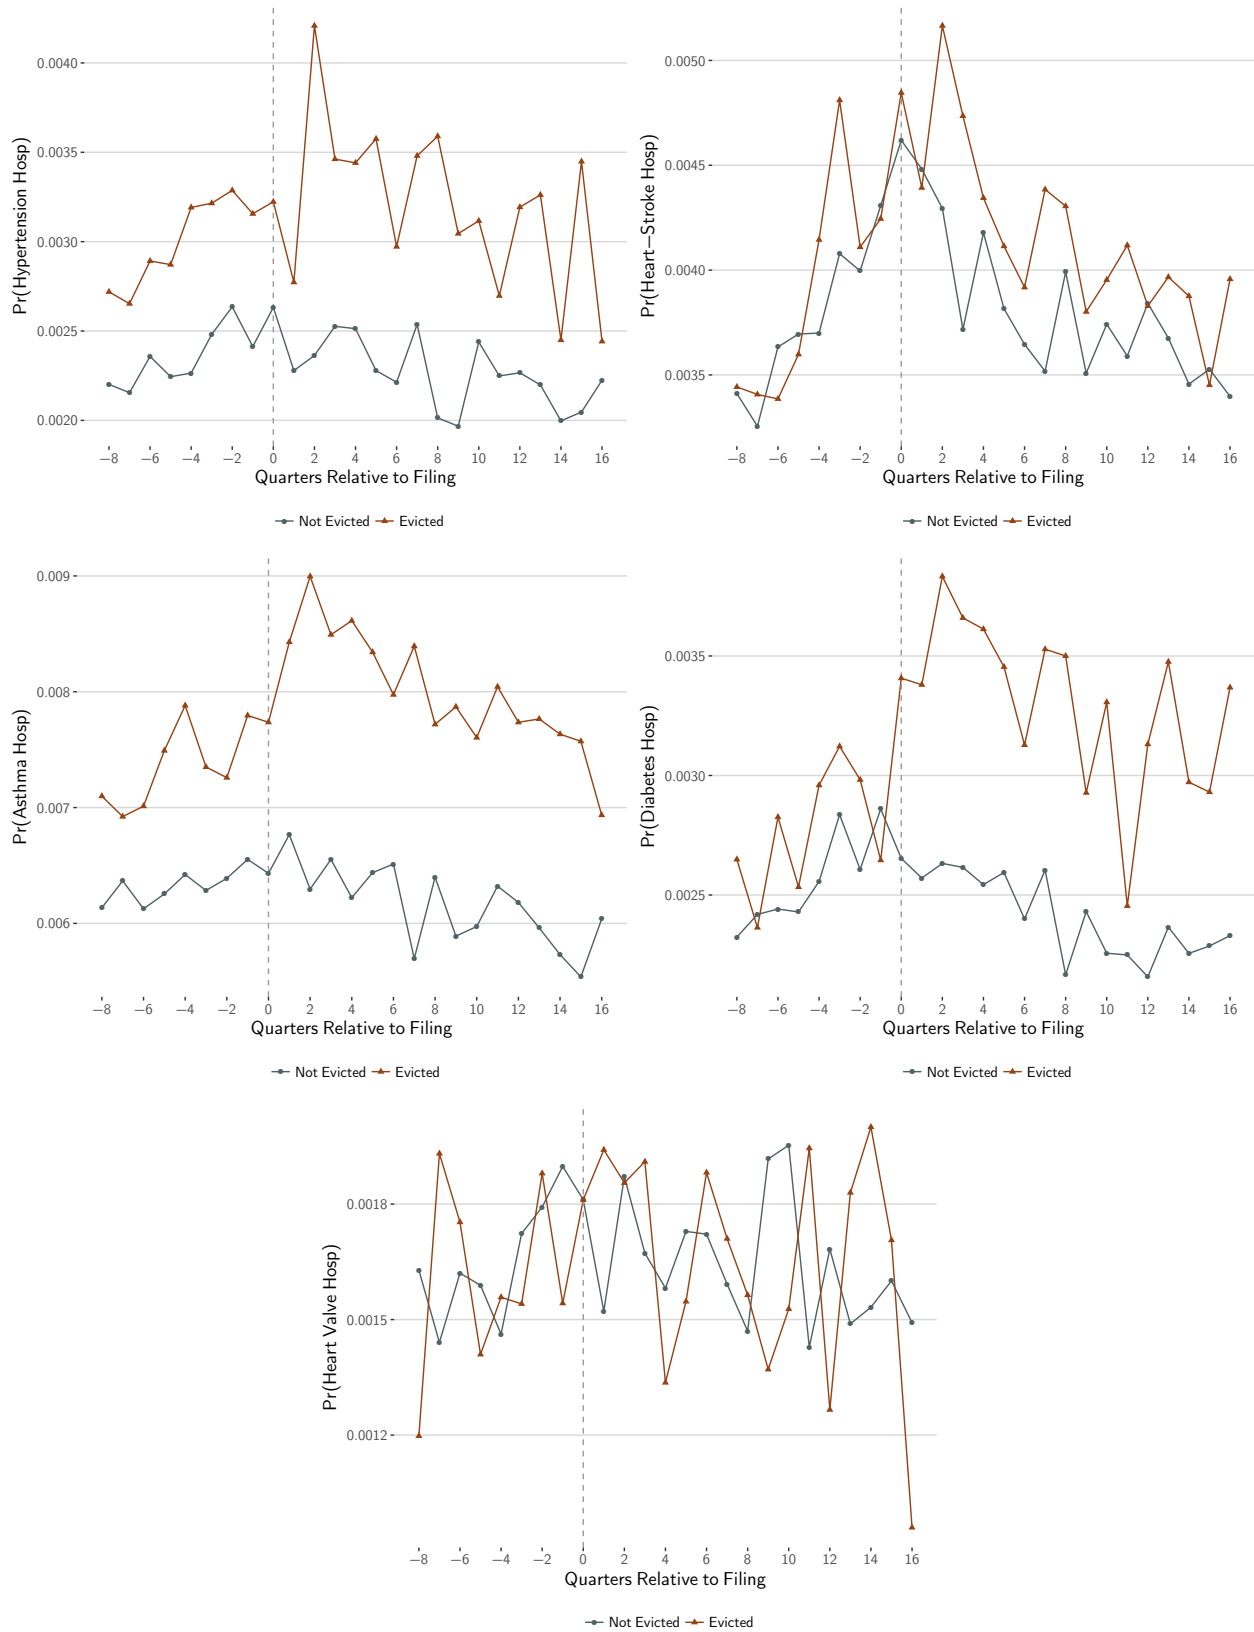 Pr(Hypertension Hosp)
0.0040
0.0035
0.0030
0.0025
0.0020
−8 −6 −4 −2 0 2 4 6 8 10 12 14 16
Quarters Relative to Filing
Not Evicted Evicted
Pr(Heart−Stroke Hosp)
0.0050
0.0045
0.0040
0.0035
−8 −6 −4 −2 0 2 4 6 8 10 12 14 16
Quarters Relative to Filing
Not Evicted Evicted
Pr(Asthma Hosp)
0.009
0.008
0.007
0.006
−8 −6 −4 −2 0 2 4 6 8 10 12 14 16
Quarters Relative to Filing
Not Evicted Evicted
Pr(Diabetes Hosp)
0.0035
0.0030
0.0025
−8 −6 −4 −2 0 2 4 6 8 10 12 14 16
Quarters Relative to Filing
Not Evicted Evicted
Pr(Heart Valve Hosp)
0.0018
0.0015
0.0012
−8 −6 −4 −2 0 2 4 6 8 10 12 14 16
Quarters Relative to Filing
Not Evicted Evicted